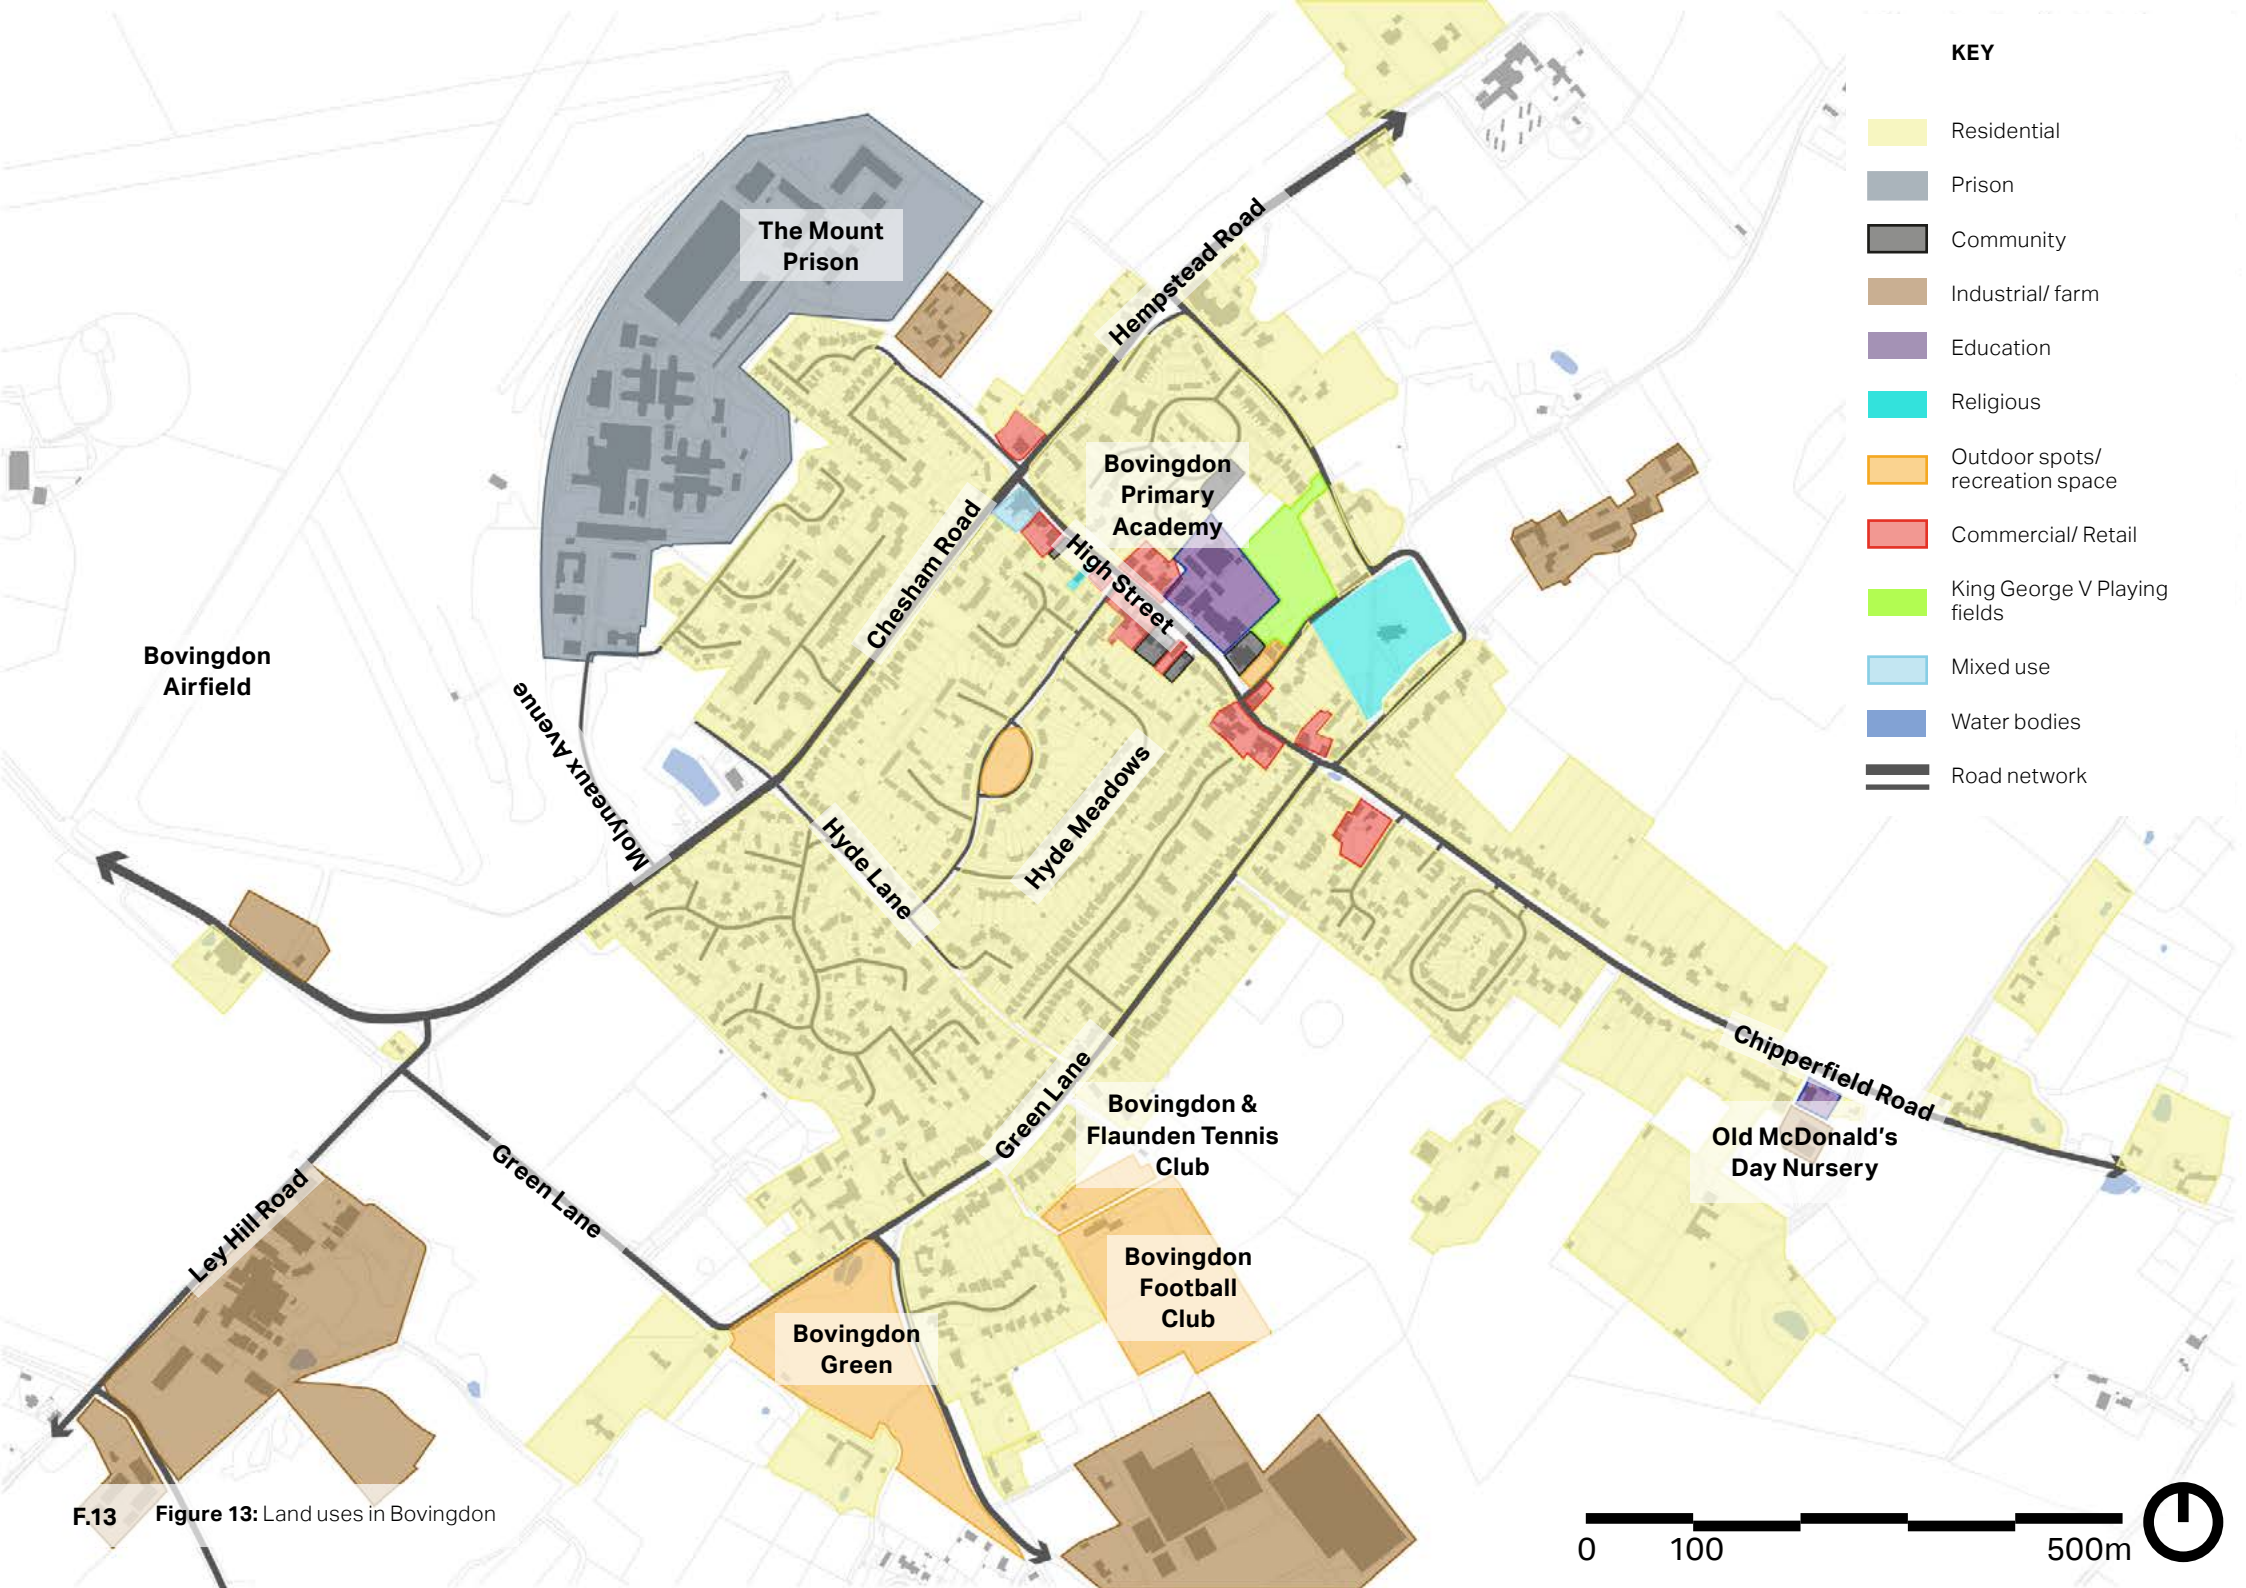 KEY
Residential
Prison
Community
Industrial/ farm
Education
Religious
Outdoor spots/
recreation space
Commercial/ Retail
King George V Playing
fields
Mixed use
Water bodies
Road network
The Mount
Prison
Hempstead Road
Bovingdon
Primary
Academy
High Street
Chesham Road
Bovingdon
Airfield
Molyneaux Avenue
Hyde Lane
Hyde Meadows
Chipperfield Road
Green Lane
Bovingdon &
Flaunden Tennis
Club
Old McDonald's
Day Nursery
Green Lane
Ley Hill Road
Bovingdon
Football
Club
Bovingdon
Green
F.13 Figure 13: Land uses in Bovingdon
0 100 500m